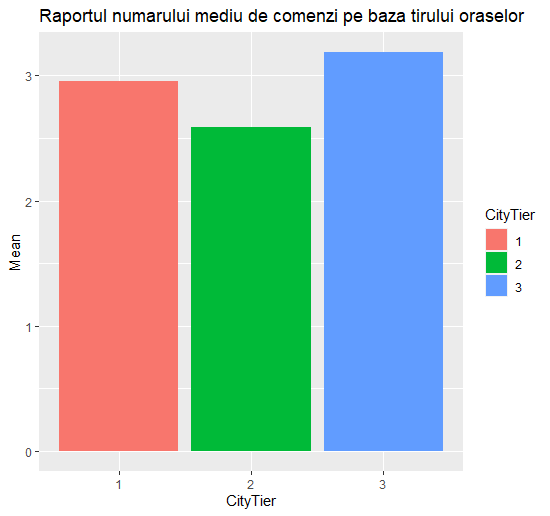 Raportul numarului mediu de comenzi pe baza tirului oraselor
Mean
3
2
1
0
1
2
3
CityTier
CityTier
1
2
3